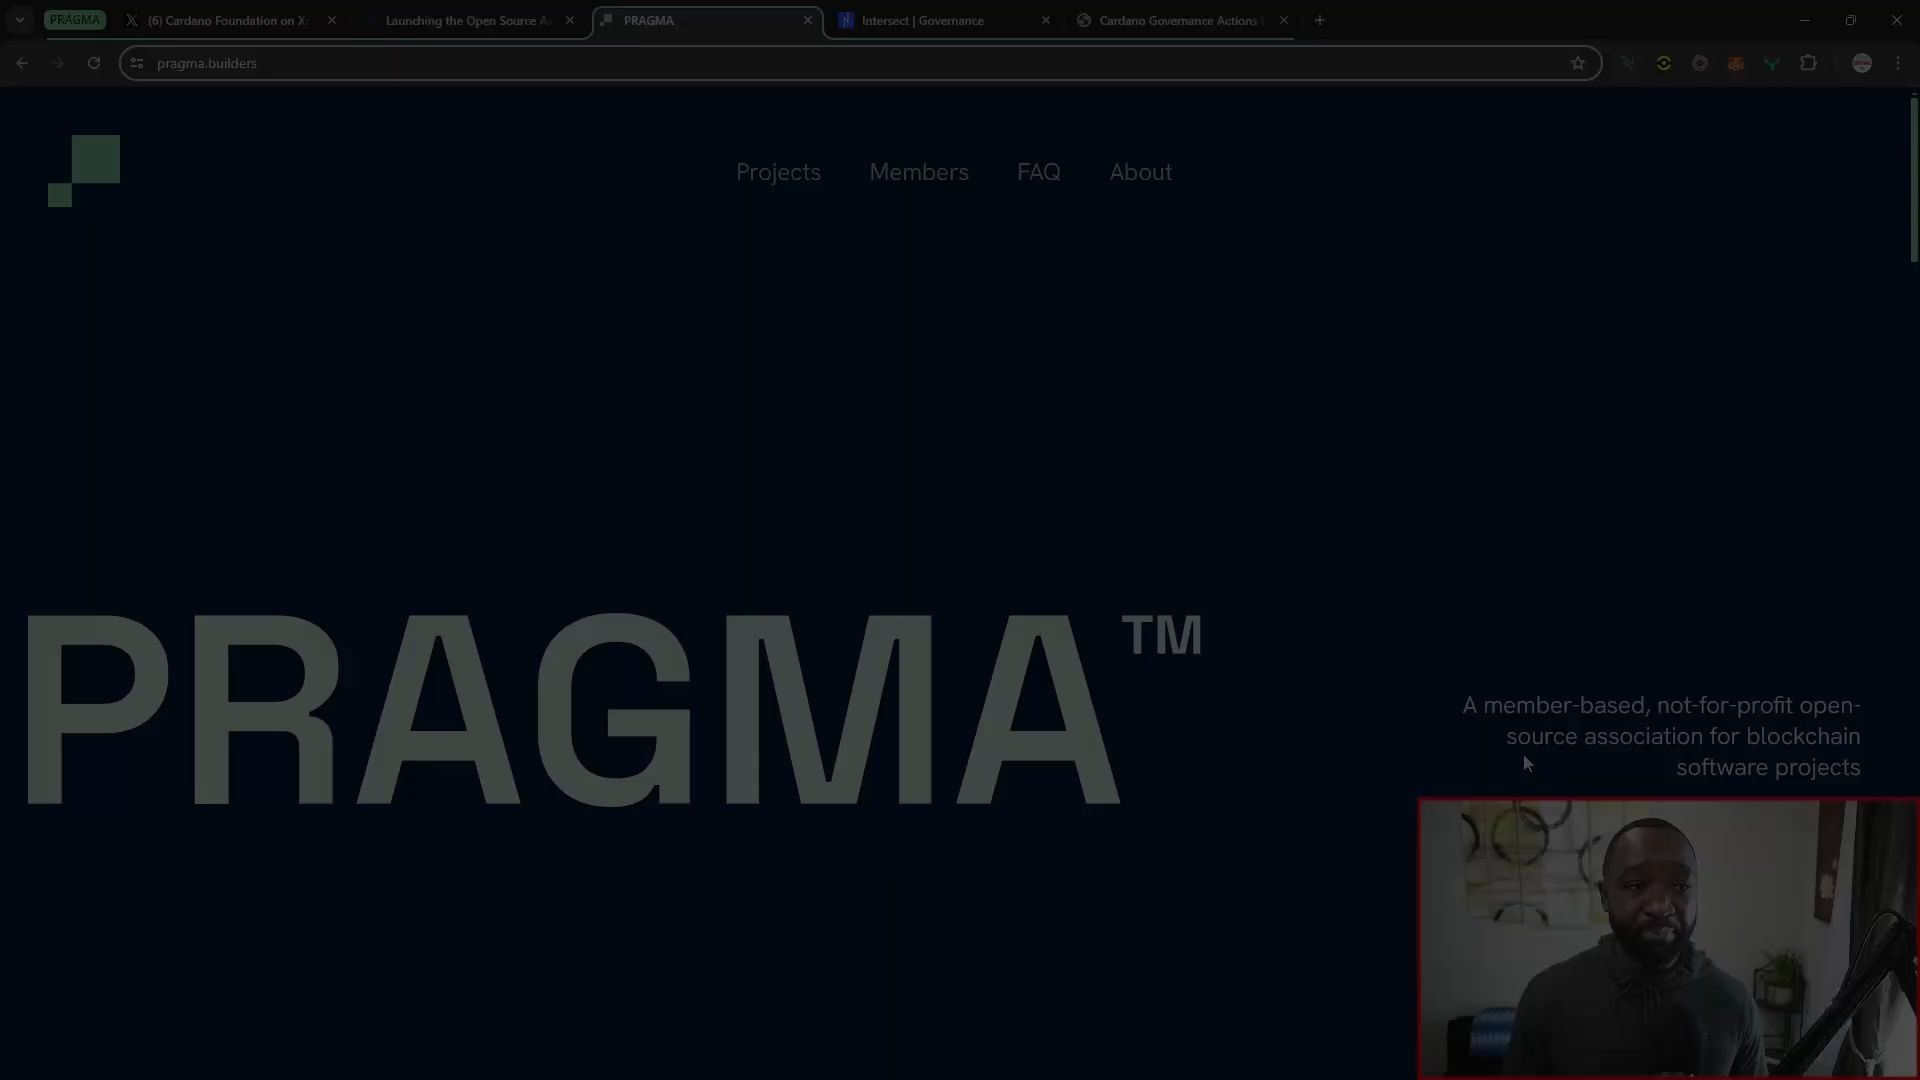 PRAGMA
(6) Cardano Foundation on X:
Launching the Open Source As
PRAGMA
Intersect | Governance
Cardano Governance Actions
pragma.builders
Projects
Members
FAQ
About
PRAGMA™
A member-based, not-for-profit open-
source association for blockchain
software projects